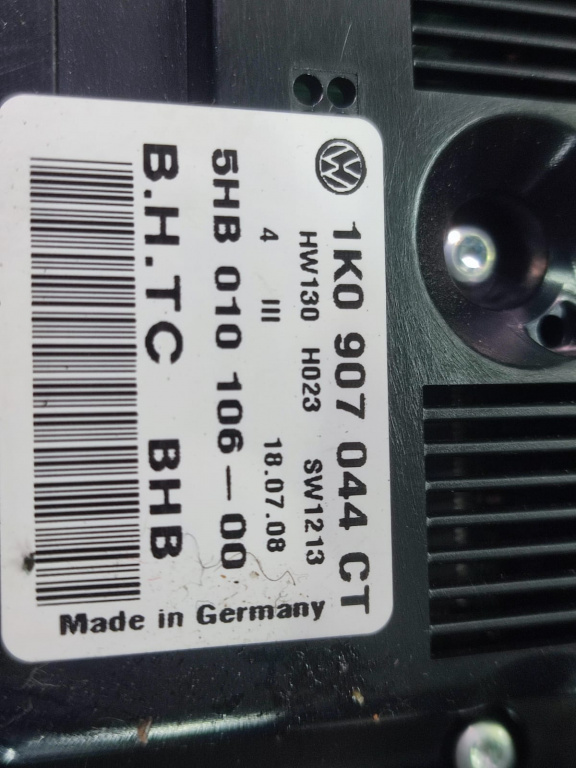 1K0 907 044 CT
HW130 H023 SW1213
4 III 18.07.08
5HB 010 106-00
B.H.TC BHB
Made in Germany